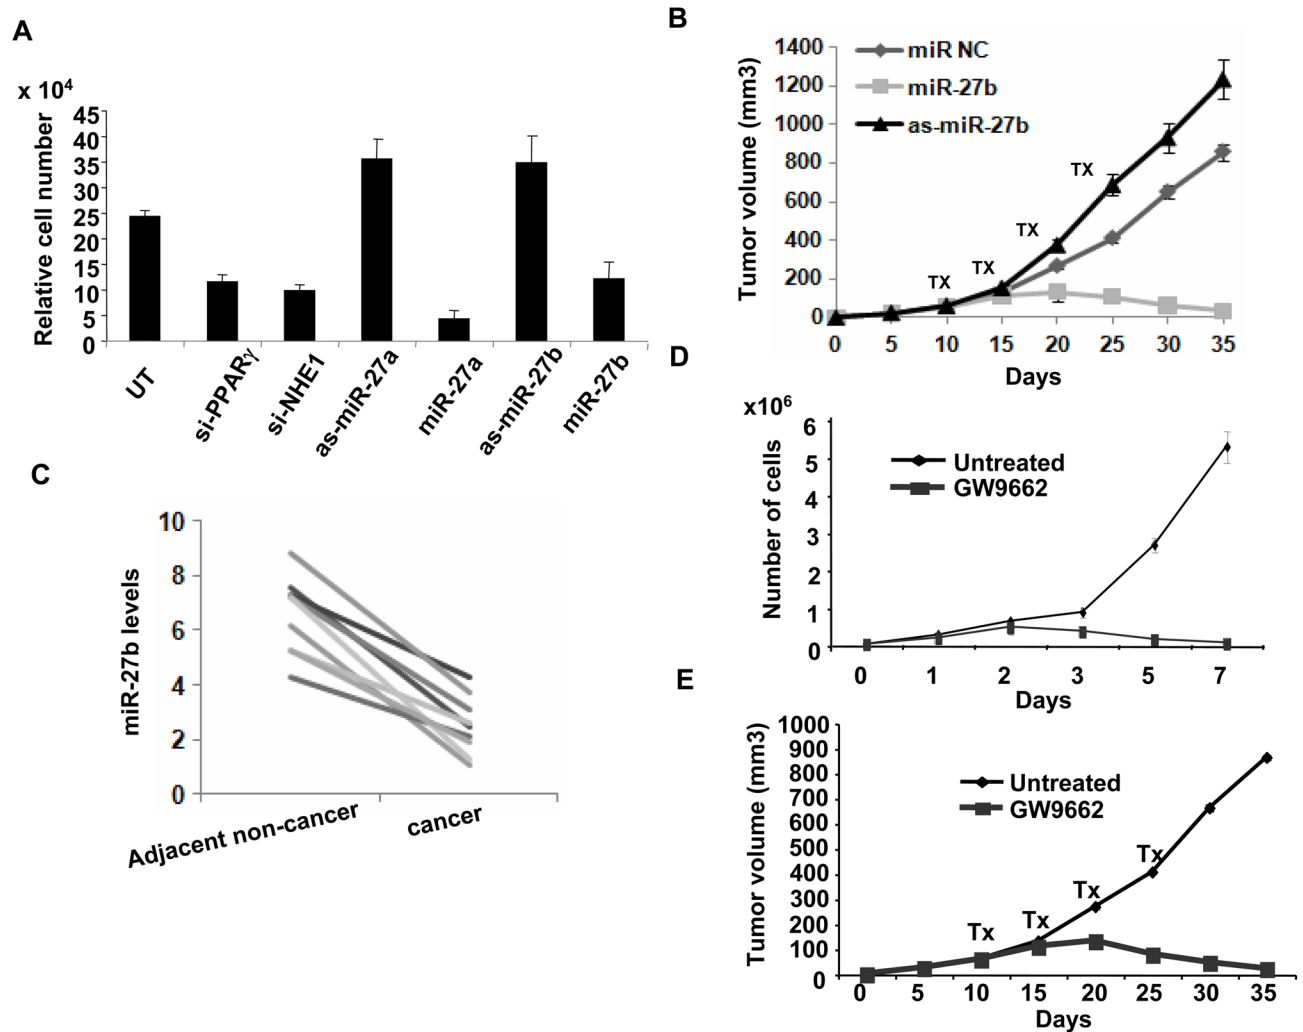 A
x 10⁴
Relative cell number
45
40
35
30
25
20
15
10
5
0
UT
si-PPARγ
si-NHE1
as-miR-27a
miR-27a
as-miR-27b
miR-27b
B
Tumor volume (mm3)
1400
1200
1000
800
600
400
200
0
miR NC
miR-27b
as-miR-27b
TX
TX
TX
TX
0 5 10 15 20 25 30 35
Days
C
miR-27b levels
10
8
6
4
2
0
Adjacent non-cancer
cancer
D
x10⁶
Number of cells
6
5
4
3
2
1
0
Untreated
GW9662
0 1 2 3 5 7
Days
E
Tumor volume (mm3)
1000
900
800
700
600
500
400
300
200
100
0
Untreated
GW9662
Tx
Tx
Tx
Tx
0 5 10 15 20 25 30 35
Days